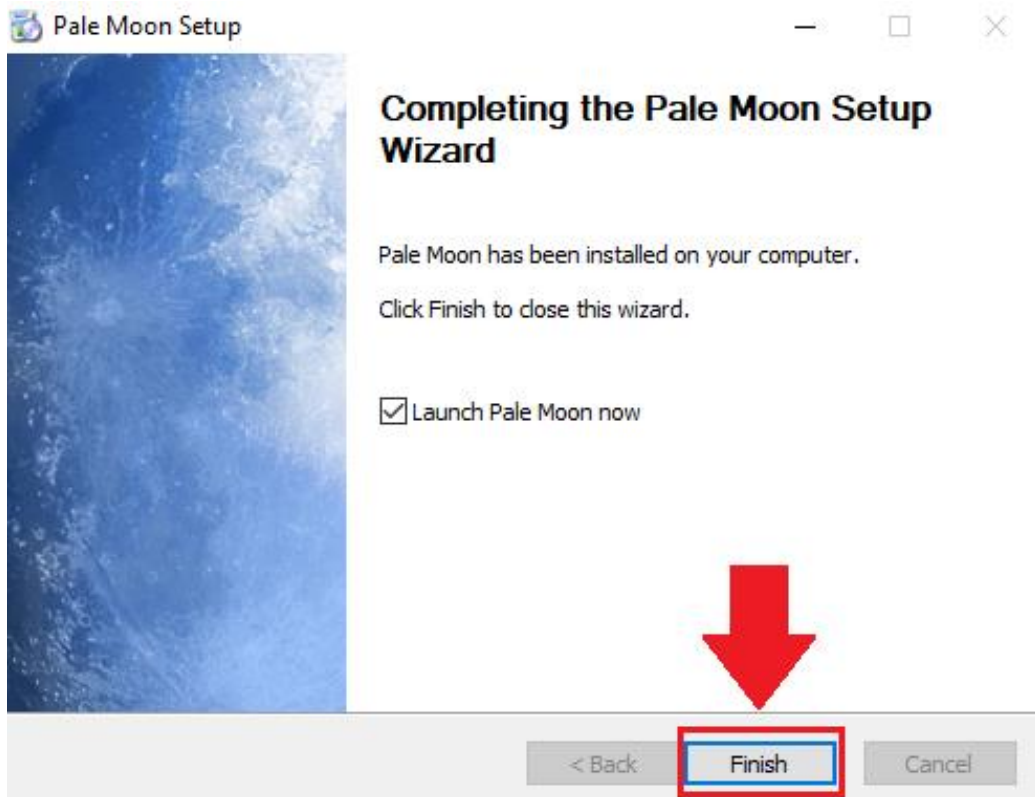 Pale Moon Setup
Completing the Pale Moon Setup
Wizard
Pale Moon has been installed on your computer.
Click Finish to close this wizard.
Launch Pale Moon now
< Back
Finish
Cancel